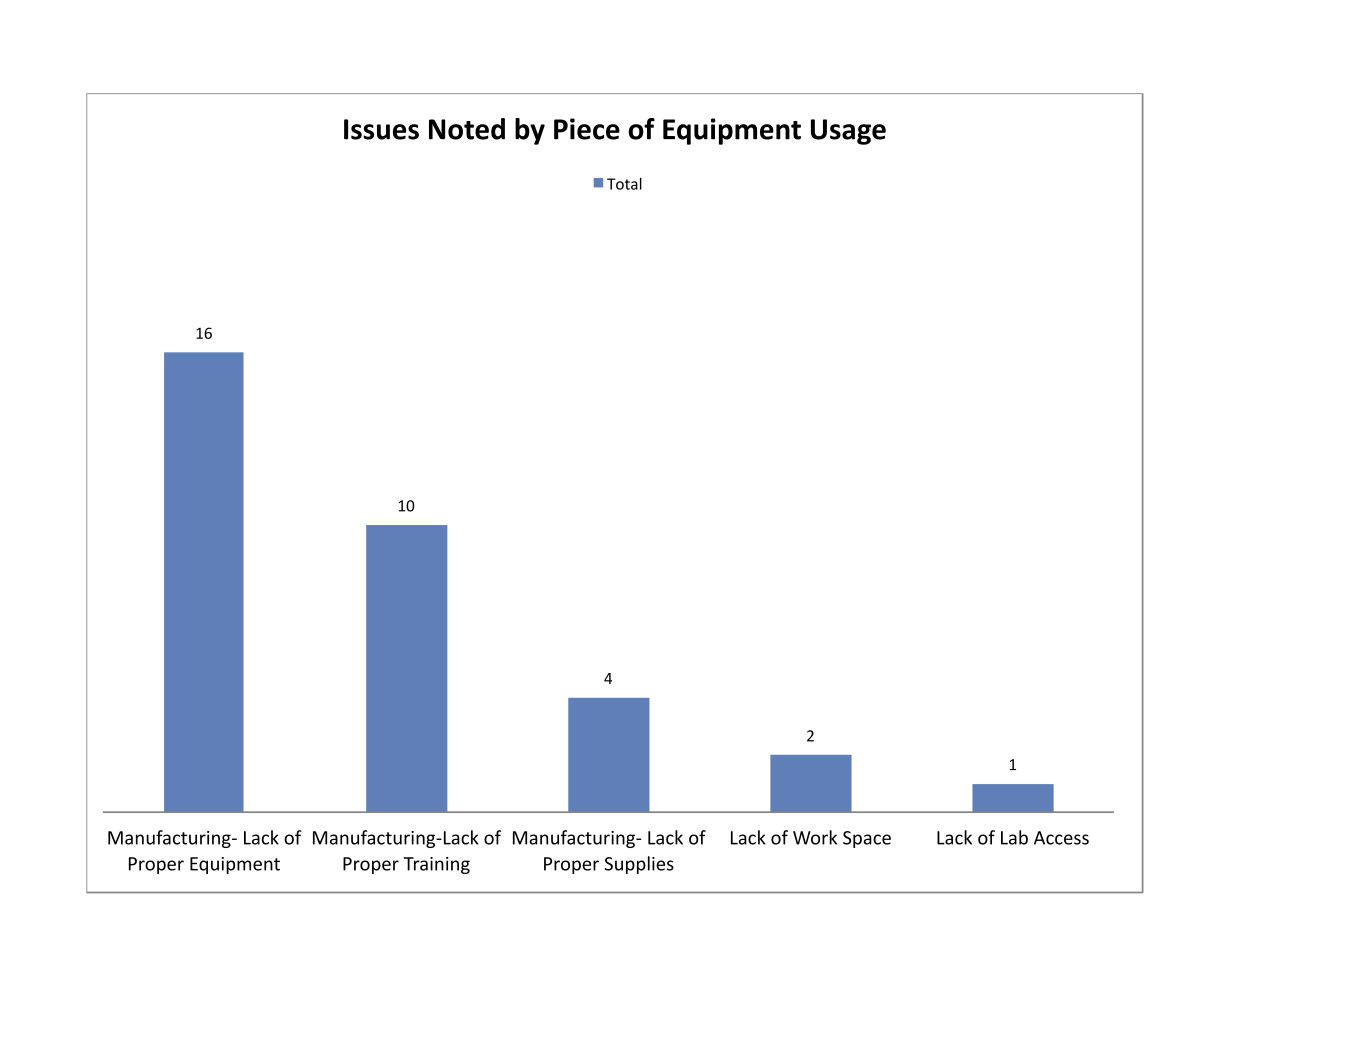 Issues Noted by Piece of Equipment Usage
Total
16
10
4
2
1
Manufacturing- Lack of
Proper Equipment
Manufacturing-Lack of
Proper Training
Manufacturing- Lack of
Proper Supplies
Lack of Work Space
Lack of Lab Access